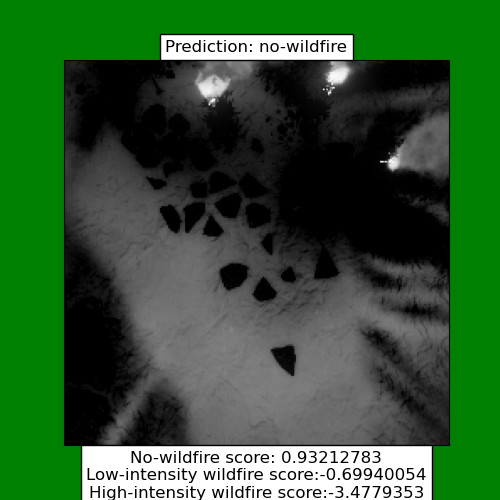 Prediction: no-wildfire
No-wildfire score: 0.93212783
Low-intensity wildfire score:-0.69940054
High-intensity wildfire score:-3.4779353